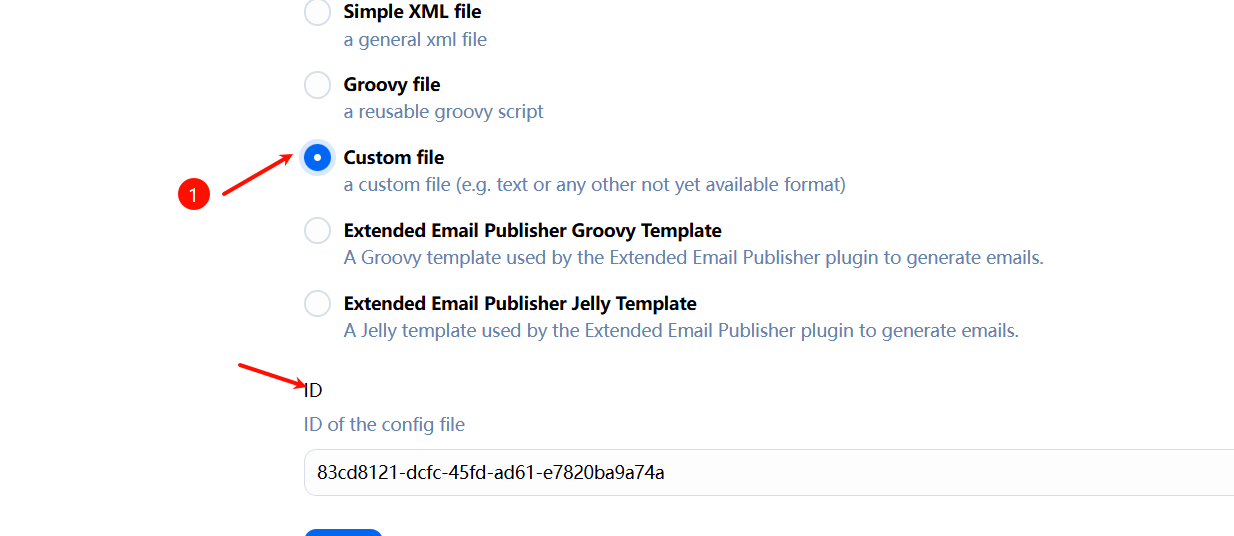 Simple XML file
a general xml file
Groovy file
a reusable groovy script
Custom file
a custom file (e.g. text or any other not yet available format)
1
Extended Email Publisher Groovy Template
A Groovy template used by the Extended Email Publisher plugin to generate emails.
Extended Email Publisher Jelly Template
A Jelly template used by the Extended Email Publisher plugin to generate emails.
ID
ID of the config file
83cd8121-dcfc-45fd-ad61-e7820ba9a74a